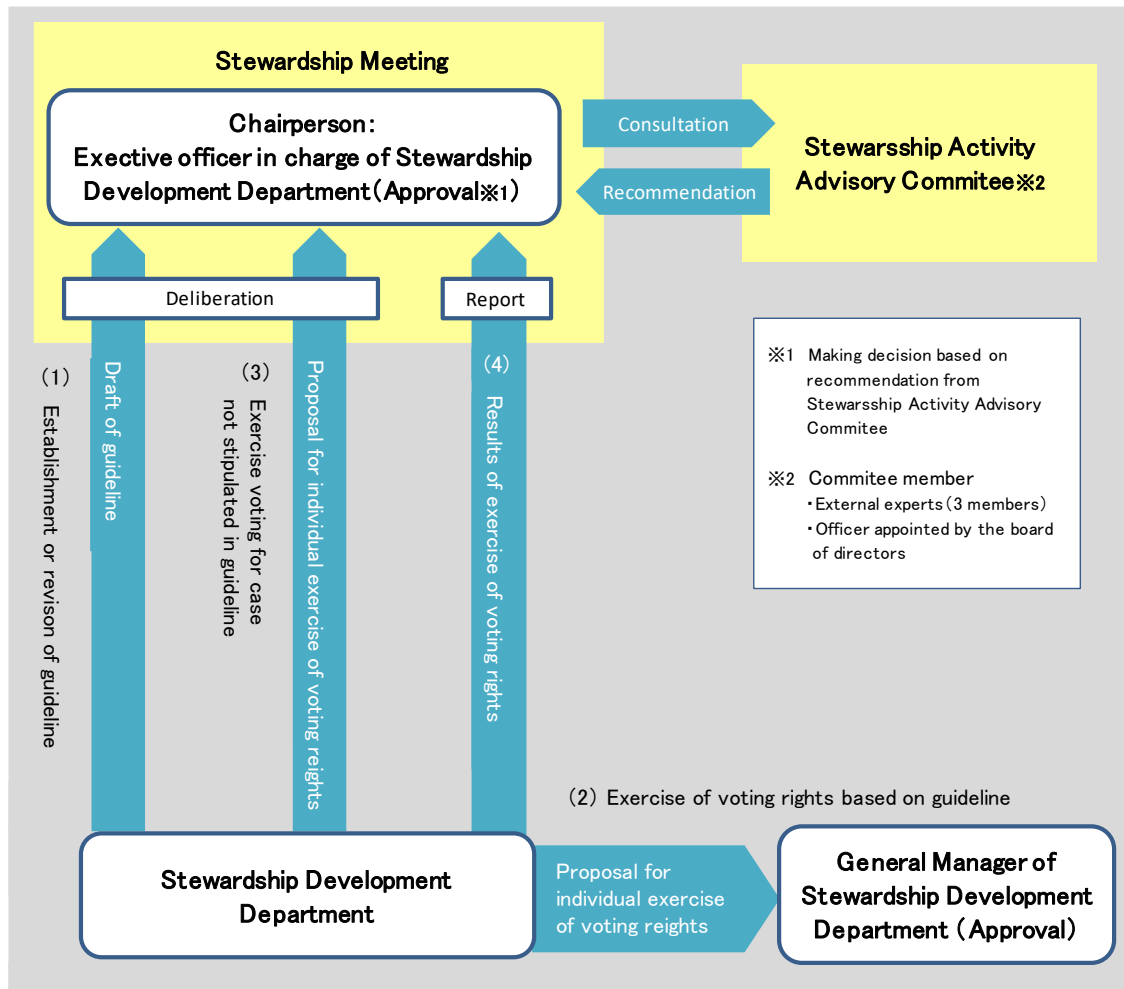 Stewardship Meeting
Chairperson:
Exective officer in charge of Stewardship
Development Department(Approval※1)
Consultation
Recommendation
Stewarsship Activity
Advisory Commitee※2
Deliberation
Report
(1) Establishment or revison of guideline
Draft of guideline
(3) Exercise voting for case
not stipulated in guideline
Proposal for individual exercise of voting reights
(4) Results of exercise of voting rights
※1 Making decision based on
recommendation from
Stewarsship Activity Advisory
Commitee
※2 Commitee member
・External experts(3 members)
・Officer appointed by the board
of directors
(2) Exercise of voting rights based on guideline
Stewardship Development
Department
Proposal for
individual exercise
of voting reights
General Manager of
Stewardship Development
Department (Approval)